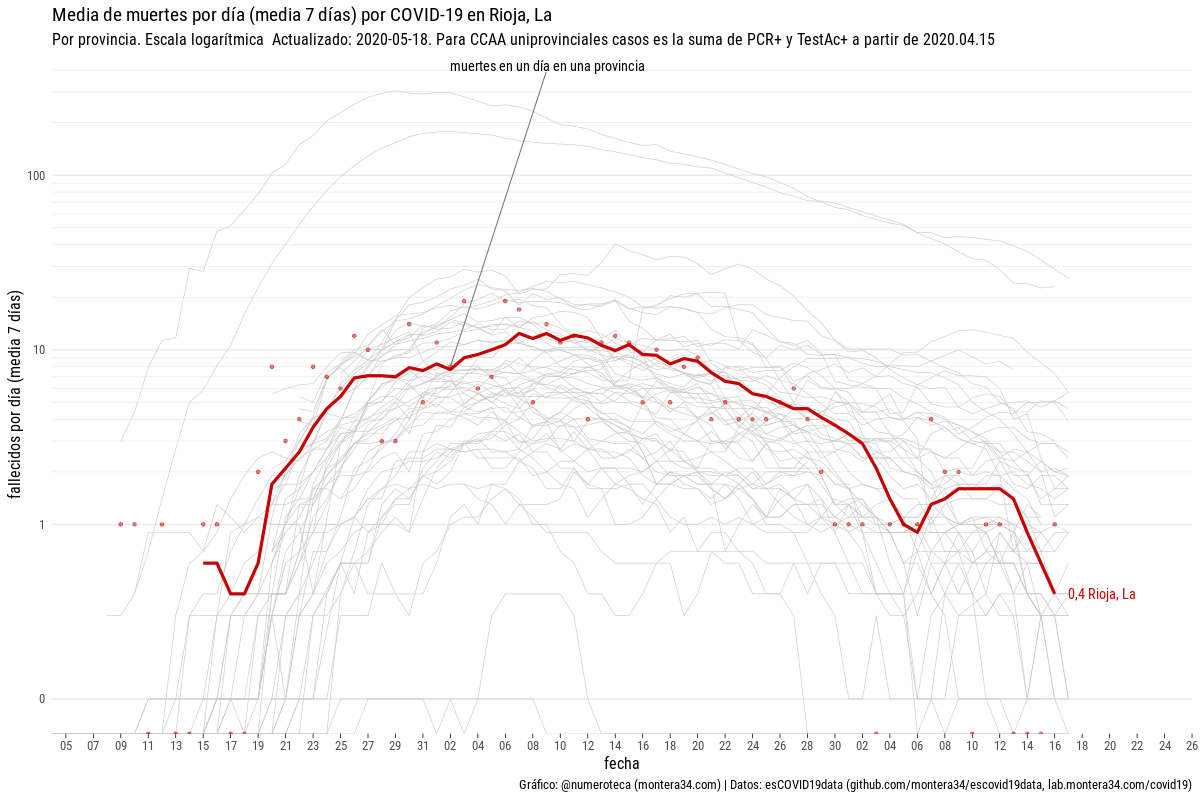 Media de muertes por día (media 7 días) por COVID-19 en Rioja, La
Por provincia. Escala logarítmica  Actualizado: 2020-05-18. Para CCAA uniprovinciales casos es la suma de PCR+ y TestAc+ a partir de 2020.04.15
muertes en un día en una provincia
fallecidos por día (media  7 días)
100
10
1
0
0,4 Rioja, La
05 07 09 11 13 15 17 19 21 23 25 27 29 31 02 04 06 08 10 12 14 16 18 20 22 24 26 28 30 02 04 06 08 10 12 14 16 18 20 22 24 26
fecha
Gráfico: @numeroteca (montera34.com) | Datos: esCOVID19data (github.com/montera34/escovid19data, lab.montera34.com/covid19)